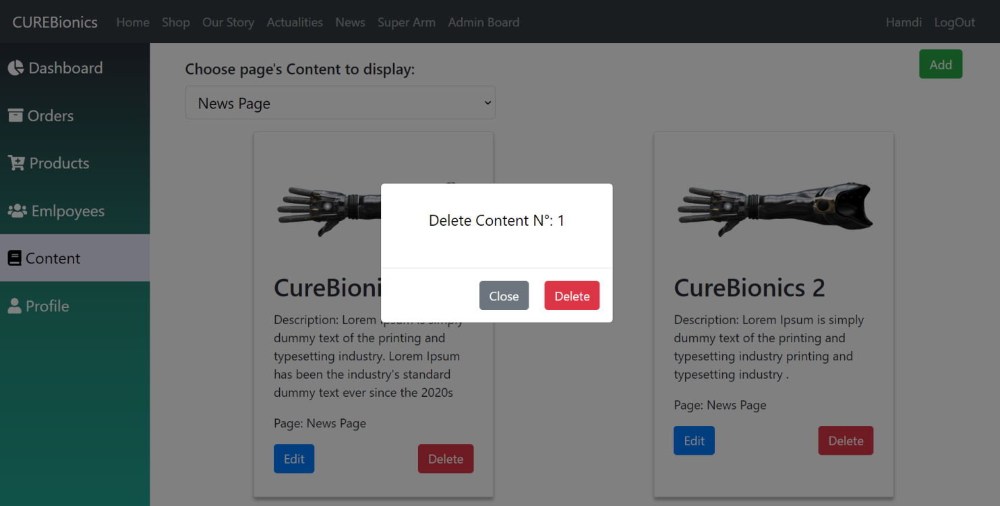 CUREBionics Home Shop Our Story Actualities News Super Arm Admin Board Hamdi LogOut
Dashboard
Orders
Products
Emlpoyees
Content
Profile
Choose page's Content to display:
Add
News Page
Delete Content N°: 1
Close Delete
CureBioni
Description: Lorem Ipsum is simply
dummy text of the printing and
typesetting industry. Lorem Ipsum
has been the industry's standard
dummy text ever since the 2020s
Page: News Page
Edit Delete
CureBionics 2
Description: Lorem Ipsum is simply
dummy text of the printing and
typesetting industry printing and
typesetting industry .
Page: News Page
Edit Delete